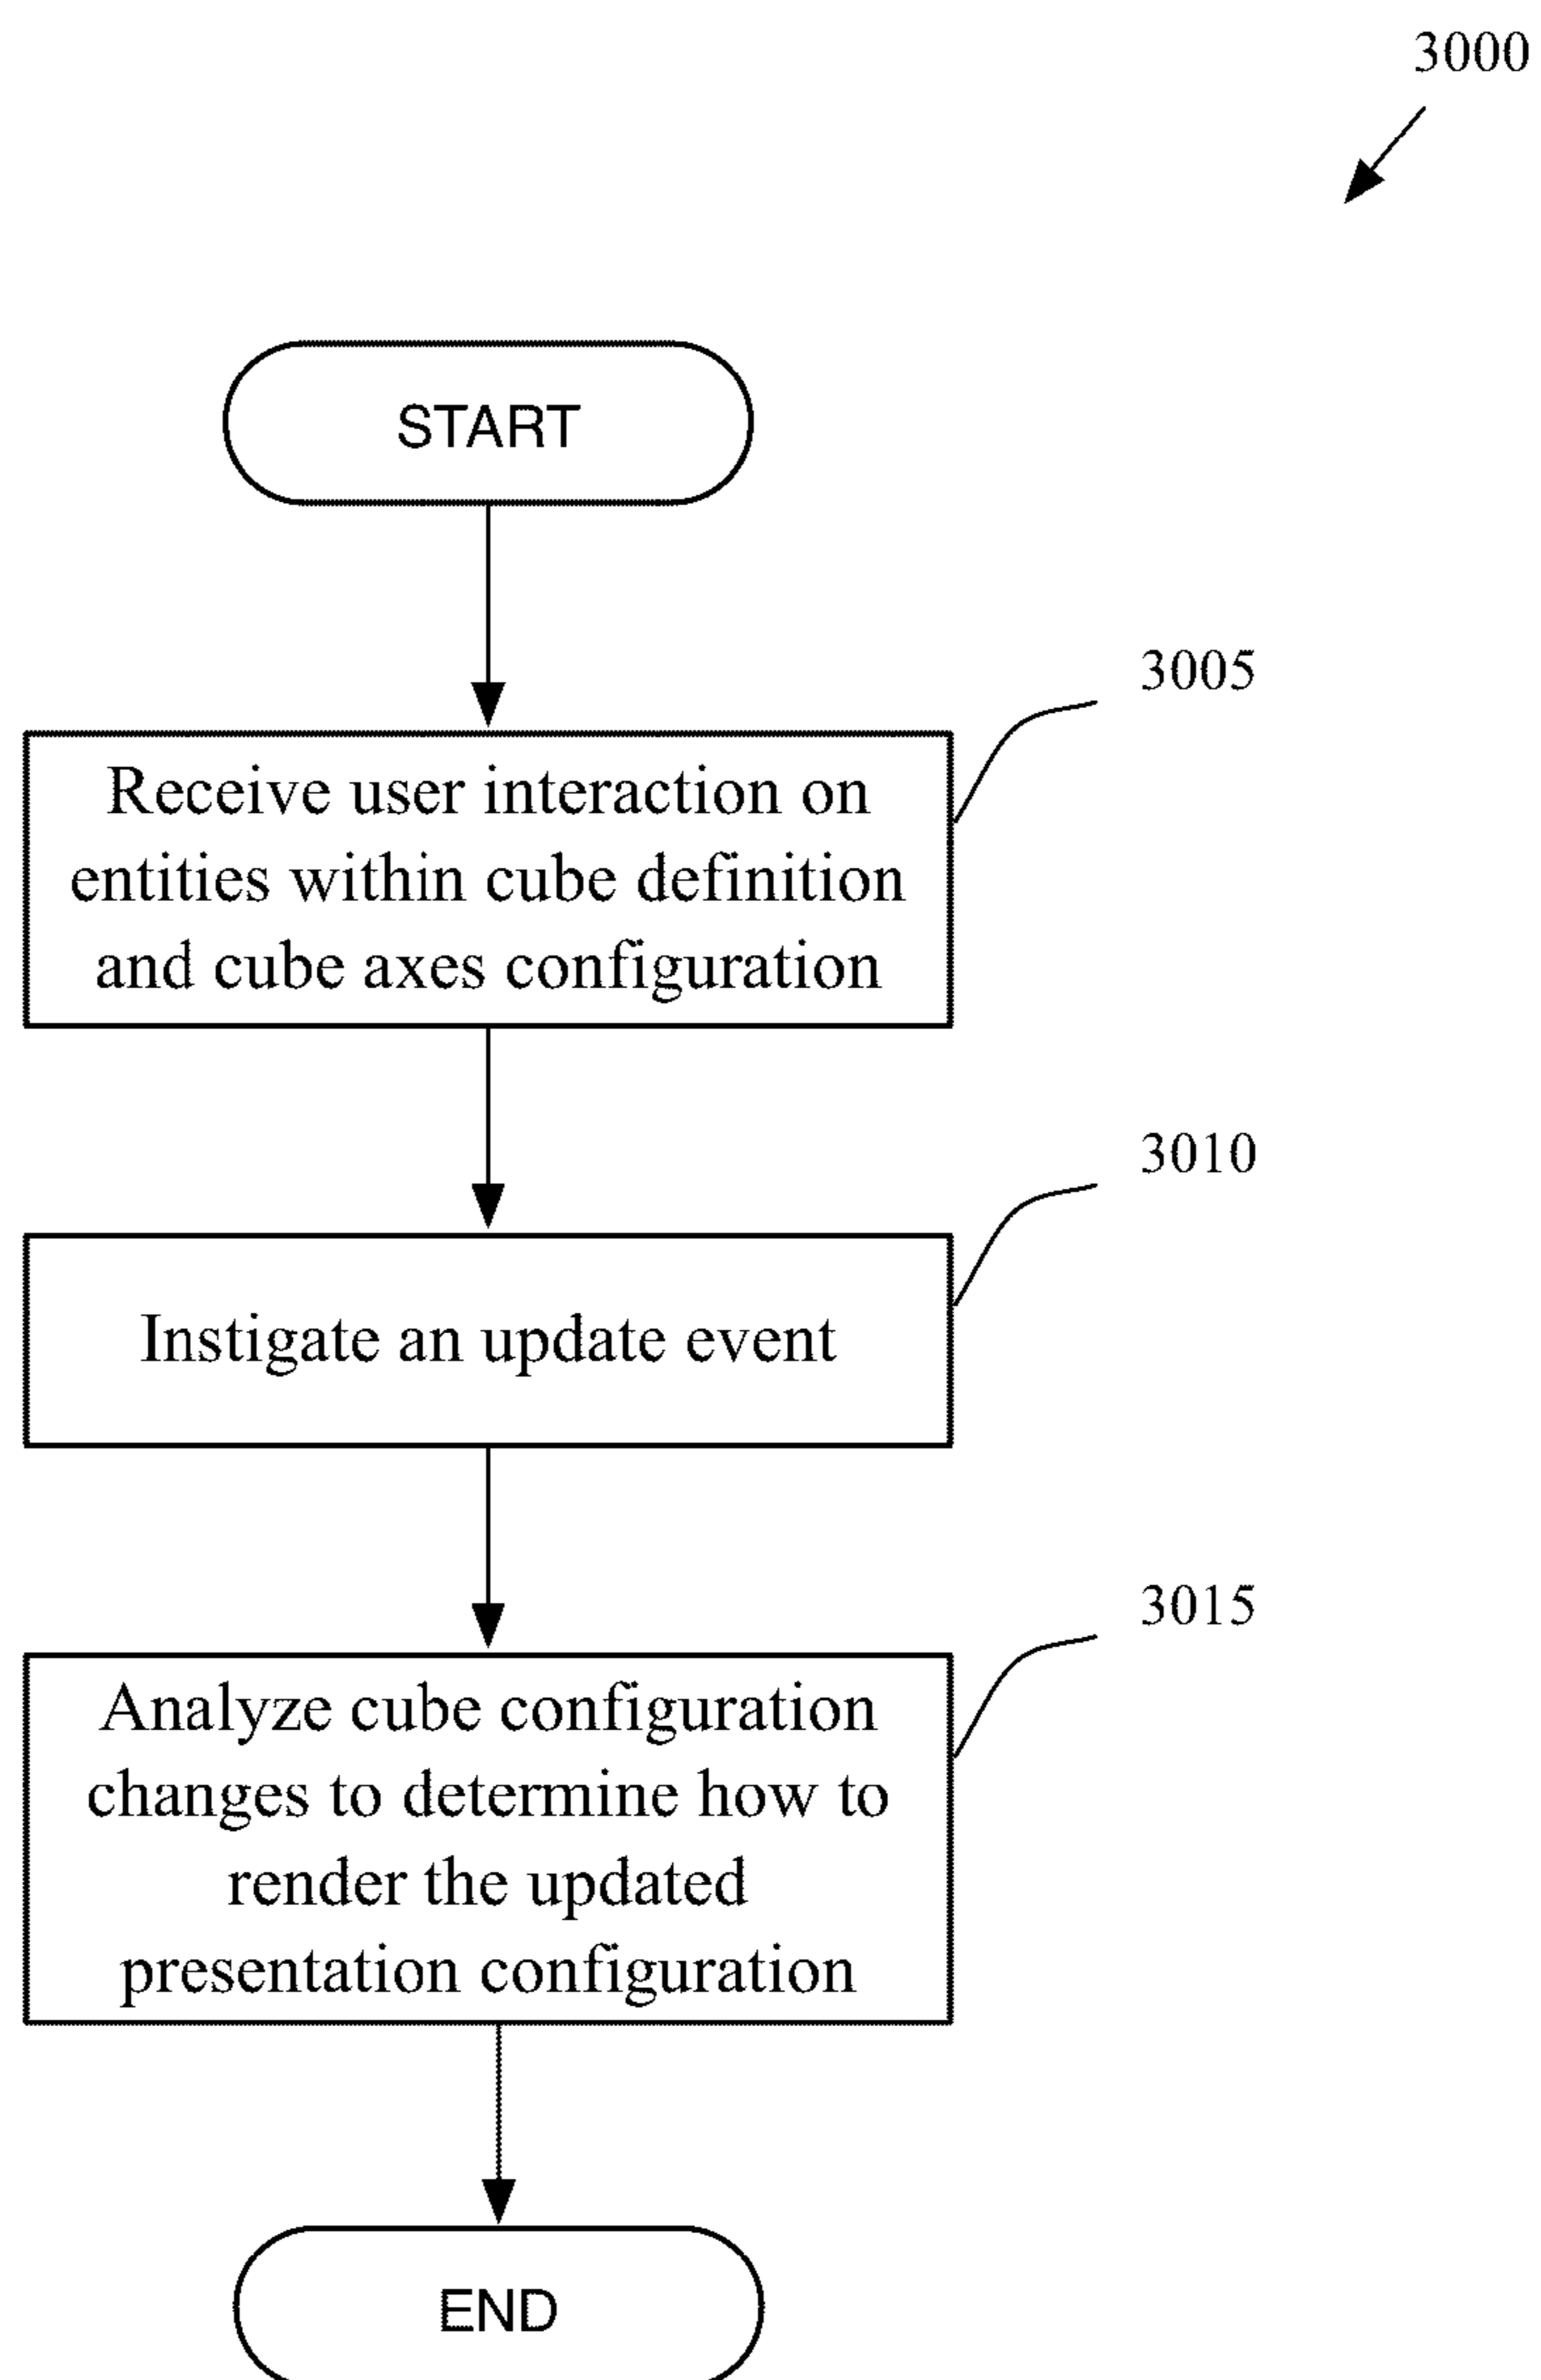 3000
START
3005
Receive user interaction on
entities within cube definition
and cube axes configuration
3010
Instigate an update event
3015
Analyze cube configuration
changes to determine how to
render the updated
presentation configuration
END